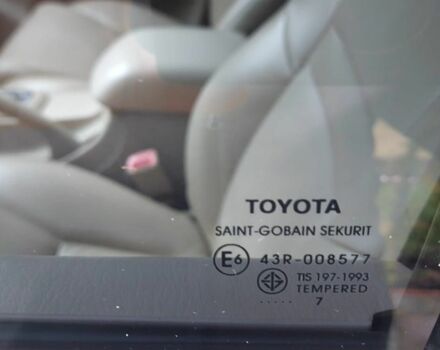 TOYOTA
SAINT-GOBAIN SEKURIT
E6 43R-008577
TIS 197-1993
TEMPERED
..... 7